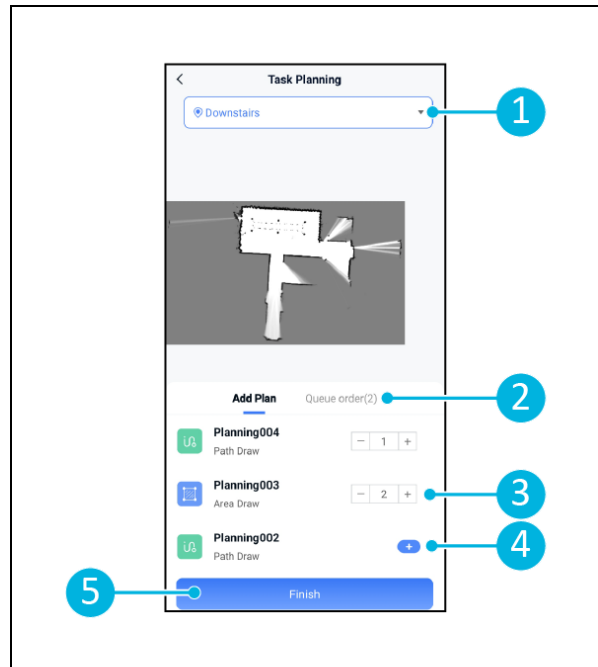 Task Planning
Downstairs
1
Add Plan Queue order(2)
2
Planning004
Path Draw
− 1 +
Planning003
Area Draw
− 2 +
3
Planning002
Path Draw
+
4
5
Finish